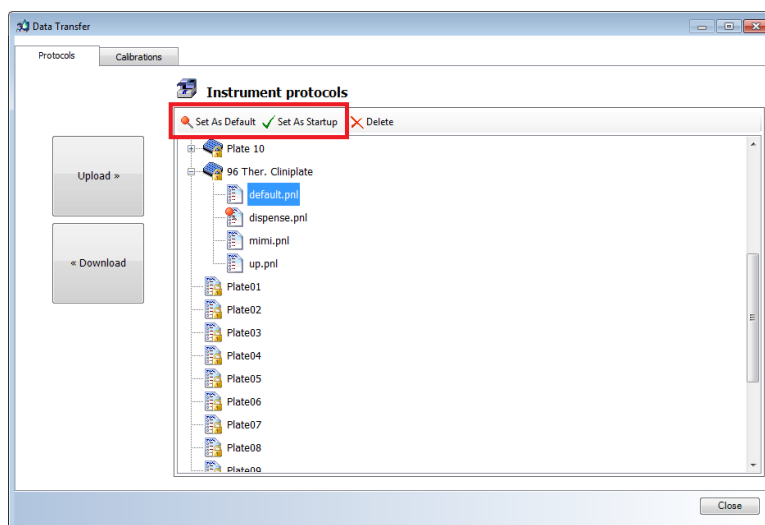 Data Transfer
Protocols Calibrations
Instrument protocols
Set As Default Set As Startup Delete
Plate 10
Upload »
96 Ther. Cliniplate
default.pnl
dispense.pnl
mimi.pnl
« Download
up.pnl
Plate01
Plate02
Plate03
Plate04
Plate05
Plate06
Plate07
Plate08
Plate09
Close